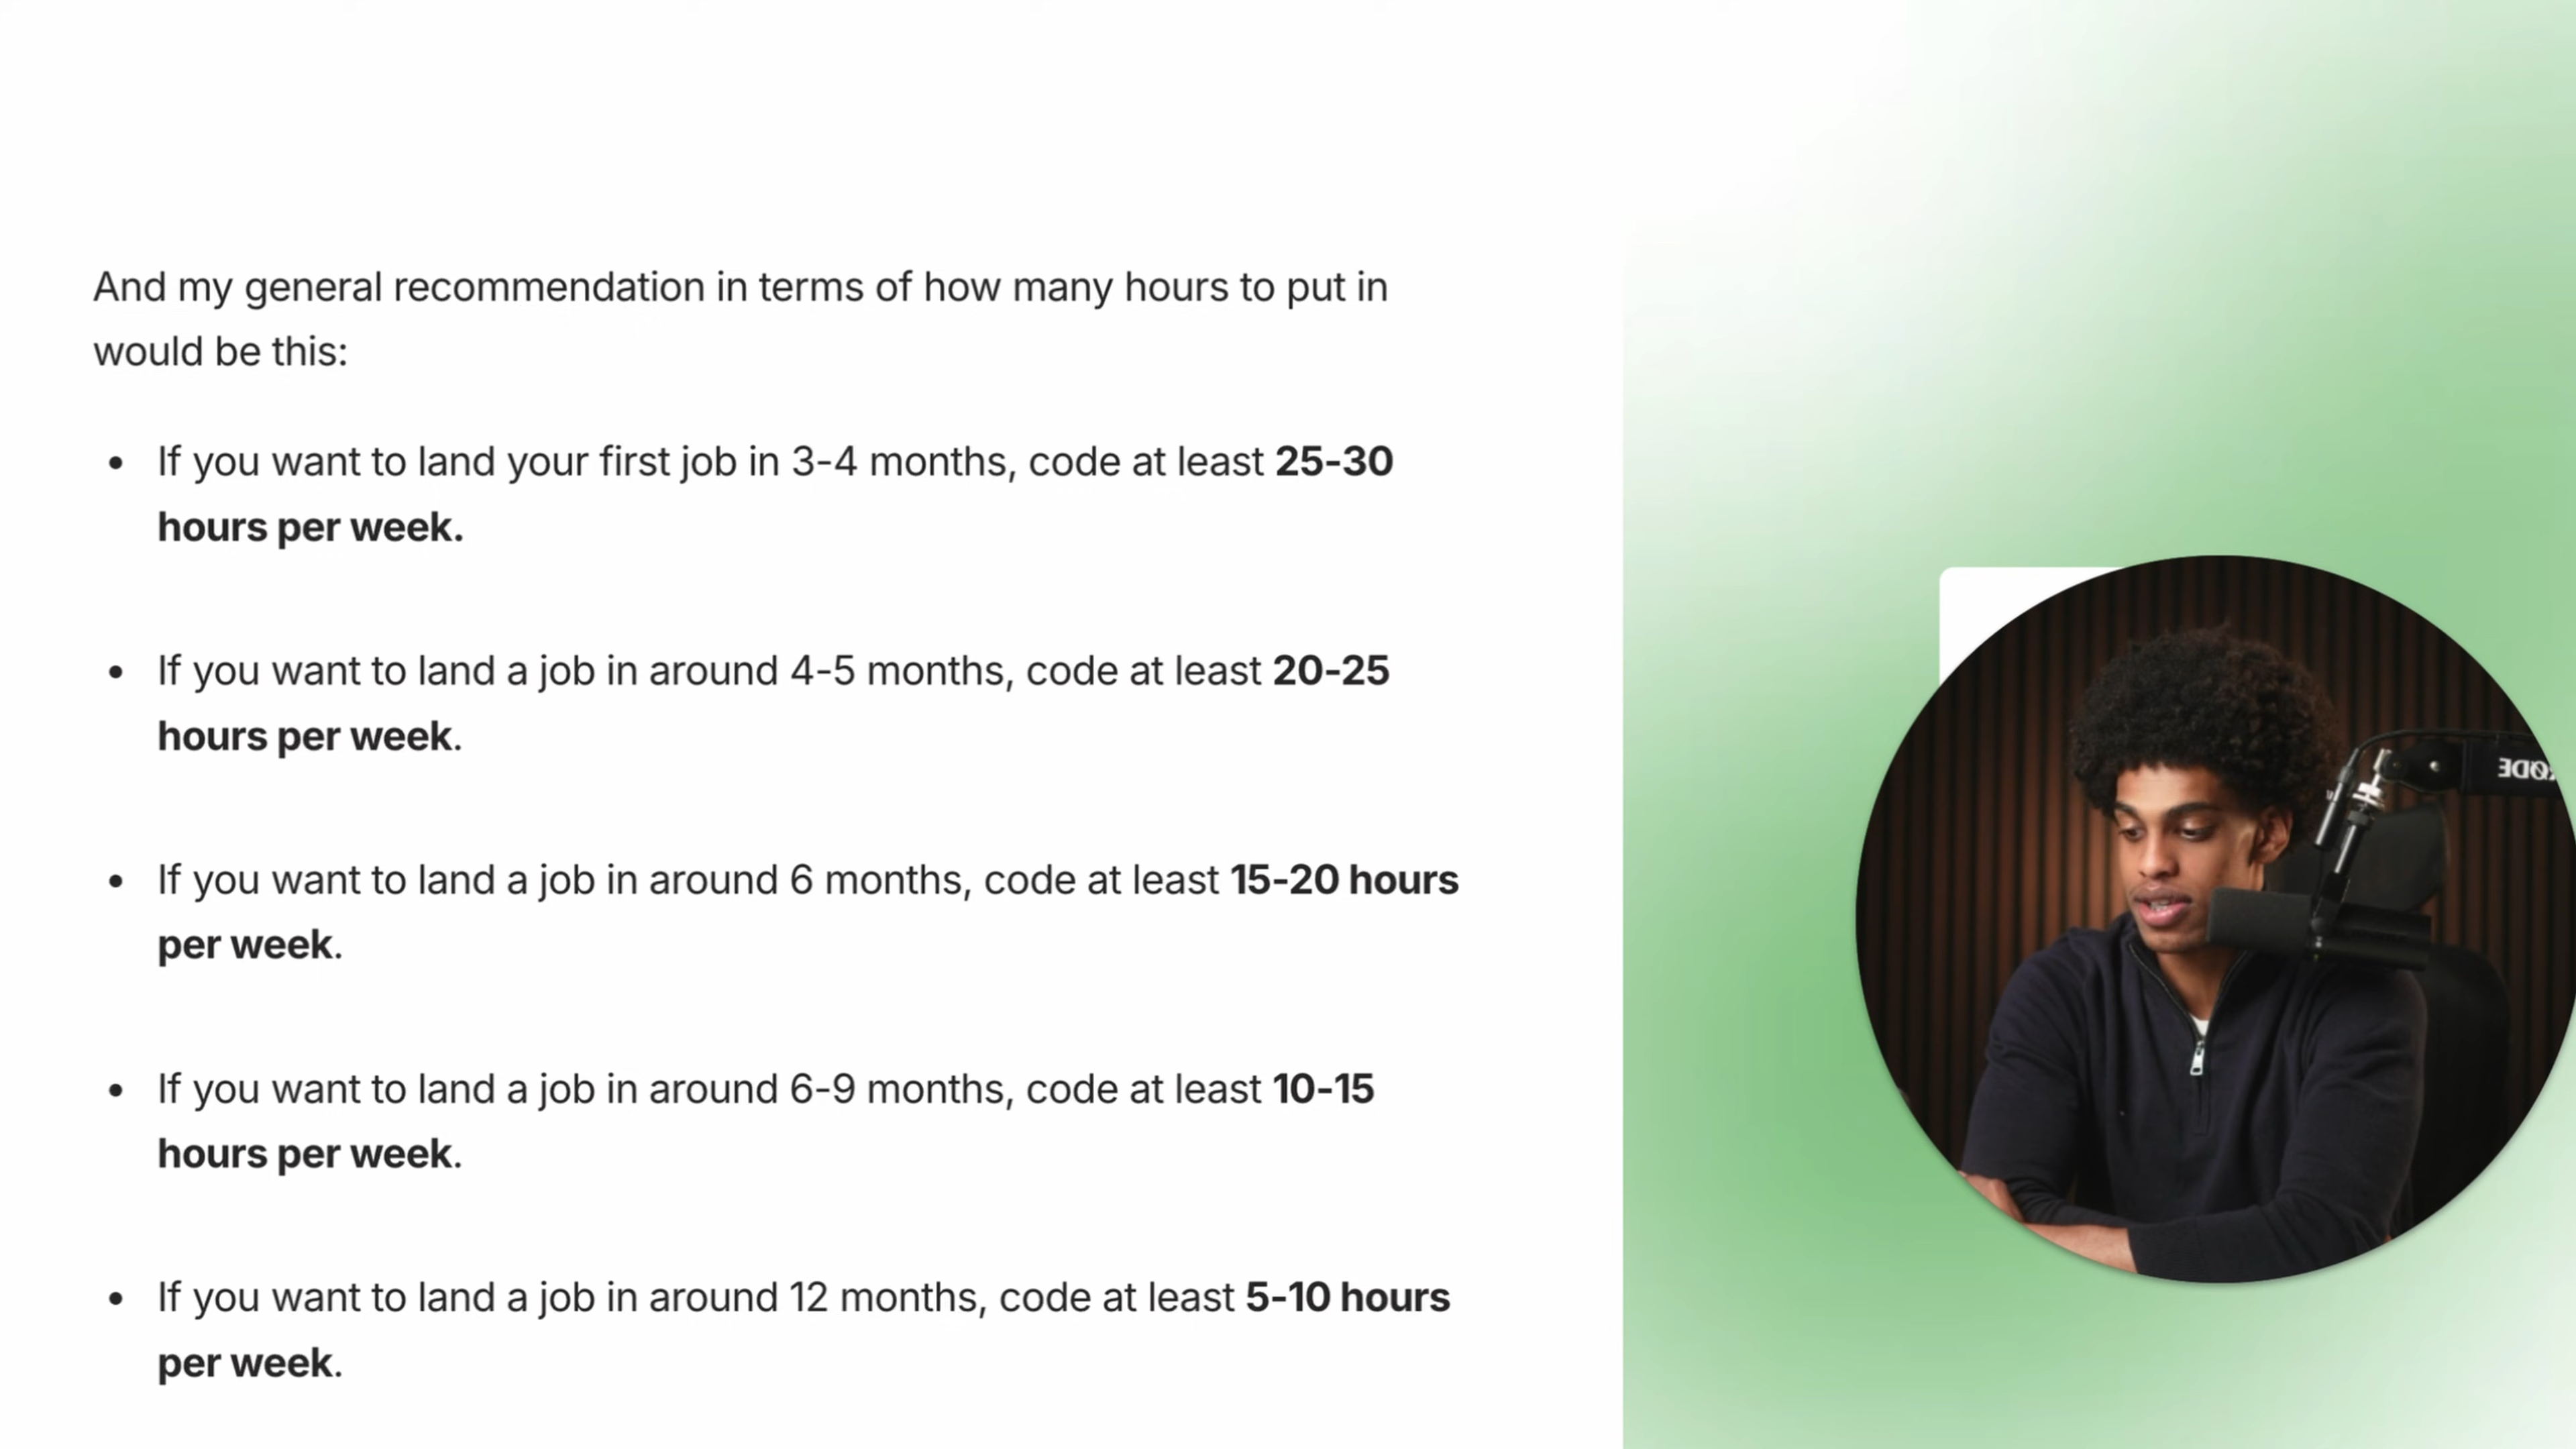 And my general recommendation in terms of how many hours to put in
would be this:
• If you want to land your first job in 3-4 months, code at least 25-30
hours per week.
• If you want to land a job in around 4-5 months, code at least 20-25
hours per week.
• If you want to land a job in around 6 months, code at least 15-20 hours
per week.
• If you want to land a job in around 6-9 months, code at least 10-15
hours per week.
• If you want to land a job in around 12 months, code at least 5-10 hours
per week.
RØDE